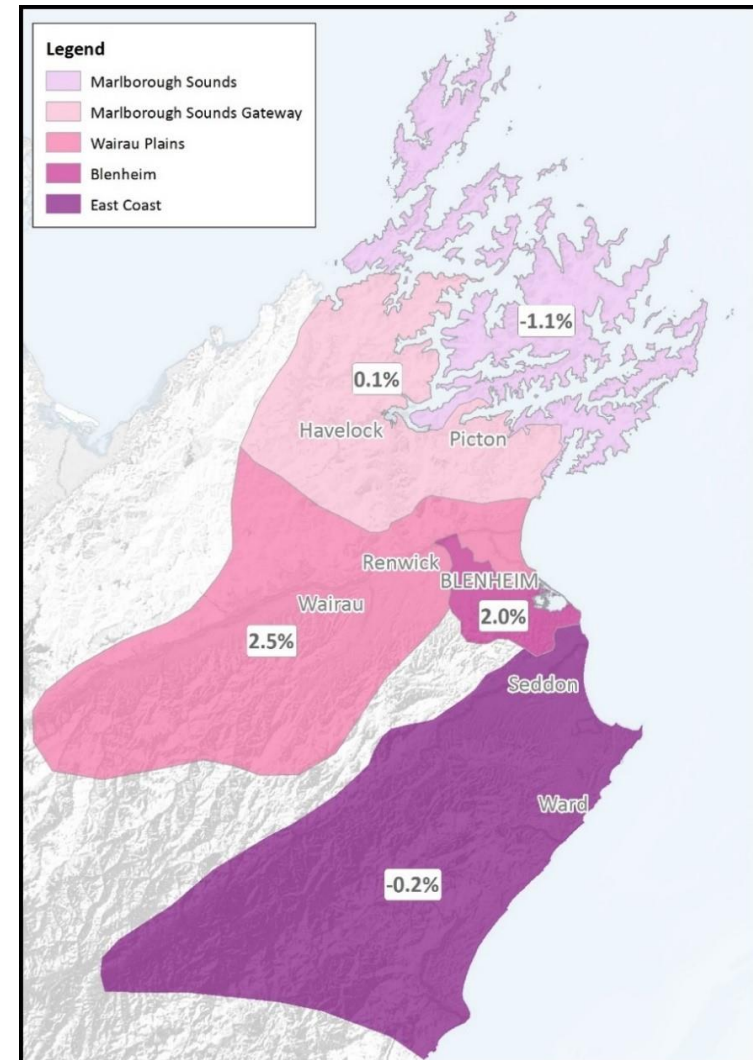 Legend
Marlborough Sounds
Marlborough Sounds Gateway
Wairau Plains
Blenheim
East Coast
-1.1%
0.1%
Havelock
Picton
Renwick
BLENHEIM
Wairau
2.0%
2.5%
Seddon
Ward
-0.2%